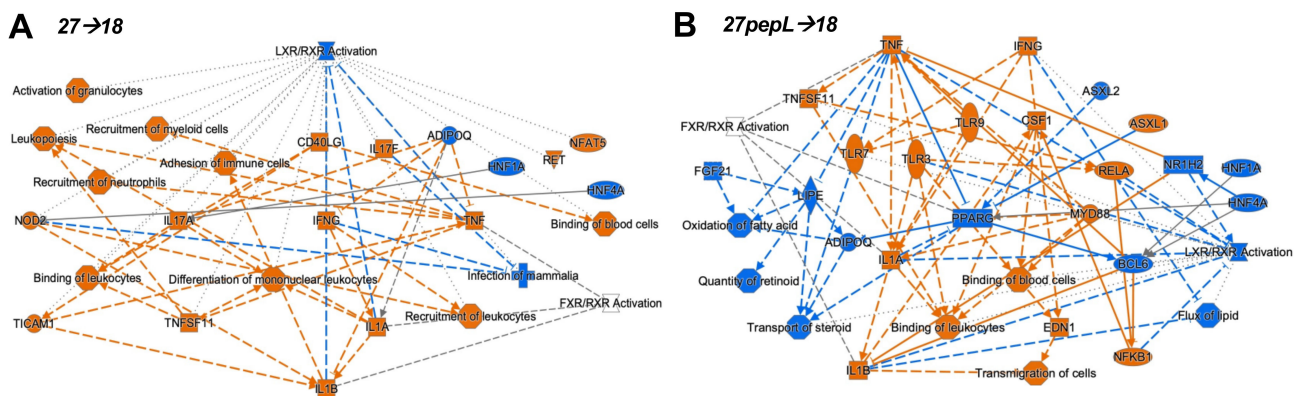 A 27→18
LXR/RXR Activation
Activation of granulocytes
Recruitment of myeloid cells
Leukopoiesis
CD40LG
IL17F
ADIPOQ
NFAT5
RET
Adhesion of immune cells
HNF1A
Recruitment of neutrophils
HNF4A
NOD2
IL17A
IFNG
TNF
Binding of blood cells
Binding of leukocytes
Differentiation of mononuclear leukocytes
Infection of mammalia
FXR/RXR Activation
TICAM1
TNFSF11
IL1A
Recruitment of leukocytes
IL1B
B 27pepL→18
TNF
IFNG
TNFSF11
ASXL2
FXR/RXR Activation
TLR9
CSF1
ASXL1
TLR7
TLR3
FGF21
RELA
NR1H2
HNF1A
LIPE
HNF4A
Oxidation of fatty acid
PPARG
MYD88
ADIPOQ
IL1A
BCL6
LXR/RXR Activation
Quantity of retinoid
Binding of blood cells
Transport of steroid
Binding of leukocytes
EDN1
Flux of lipid
NFKB1
IL1B
Transmigration of cells